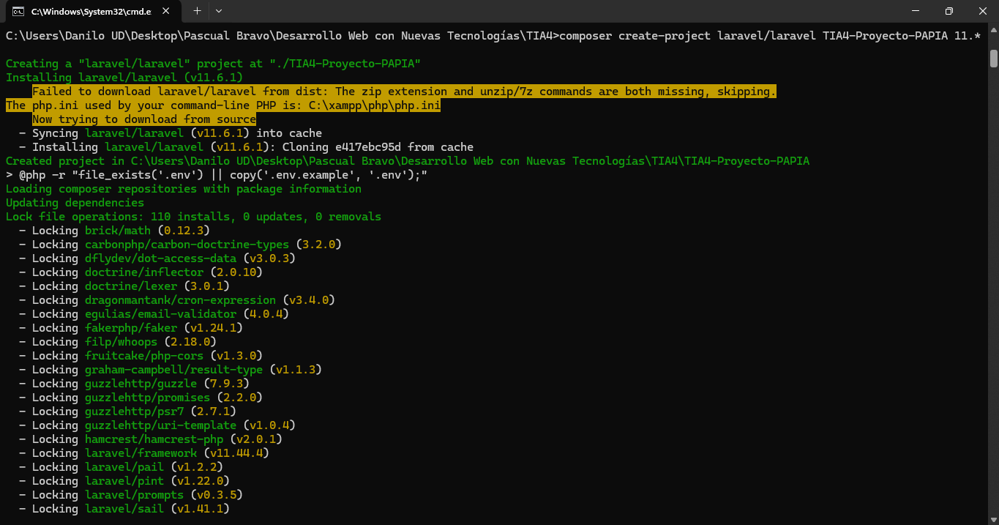 C:\Windows\System32\cmd.e
C:\Users\Danilo UD\Desktop\Pascual Bravo\Desarrollo Web con Nuevas Tecnologías\TIA4>composer create-project laravel/laravel TIA4-Proyecto-PAPIA 11.*
Creating a "laravel/laravel" project at "./TIA4-Proyecto-PAPIA"
Installing laravel/laravel (v11.6.1)
Failed to download laravel/laravel from dist: The zip extension and unzip/7z commands are both missing, skipping.
The php.ini used by your command-line PHP is: C:\xampp\php\php.ini
Now trying to download from source
- Syncing laravel/laravel (v11.6.1) into cache
- Installing laravel/laravel (v11.6.1): Cloning e417ebc95d from cache
Created project in C:\Users\Danilo UD\Desktop\Pascual Bravo\Desarrollo Web con Nuevas Tecnologías\TIA4\TIA4-Proyecto-PAPIA
> @php -r "file_exists('.env') || copy('.env.example', '.env');"
Loading composer repositories with package information
Updating dependencies
Lock file operations: 110 installs, 0 updates, 0 removals
- Locking brick/math (0.12.3)
- Locking carbonphp/carbon-doctrine-types (3.2.0)
- Locking dflydev/dot-access-data (v3.0.3)
- Locking doctrine/inflector (2.0.10)
- Locking doctrine/lexer (3.0.1)
- Locking dragonmantank/cron-expression (v3.4.0)
- Locking egulias/email-validator (4.0.4)
- Locking fakerphp/faker (v1.24.1)
- Locking filp/whoops (2.18.0)
- Locking fruitcake/php-cors (v1.3.0)
- Locking graham-campbell/result-type (v1.1.3)
- Locking guzzlehttp/guzzle (7.9.3)
- Locking guzzlehttp/promises (2.2.0)
- Locking guzzlehttp/psr7 (2.7.1)
- Locking guzzlehttp/uri-template (v1.0.4)
- Locking hamcrest/hamcrest-php (v2.0.1)
- Locking laravel/framework (v11.44.4)
- Locking laravel/pail (v1.2.2)
- Locking laravel/pint (v1.22.0)
- Locking laravel/prompts (v0.3.5)
- Locking laravel/sail (v1.41.1)